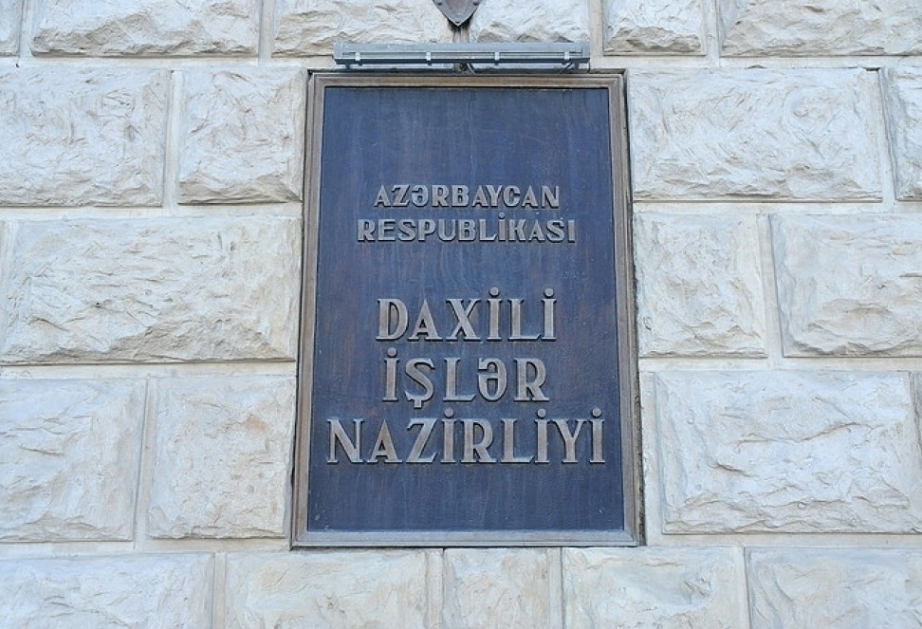 AZƏRBAYCAN
RESPUBLİKASI
DAXİLİ
İŞLƏR
NAZİRLİYİ